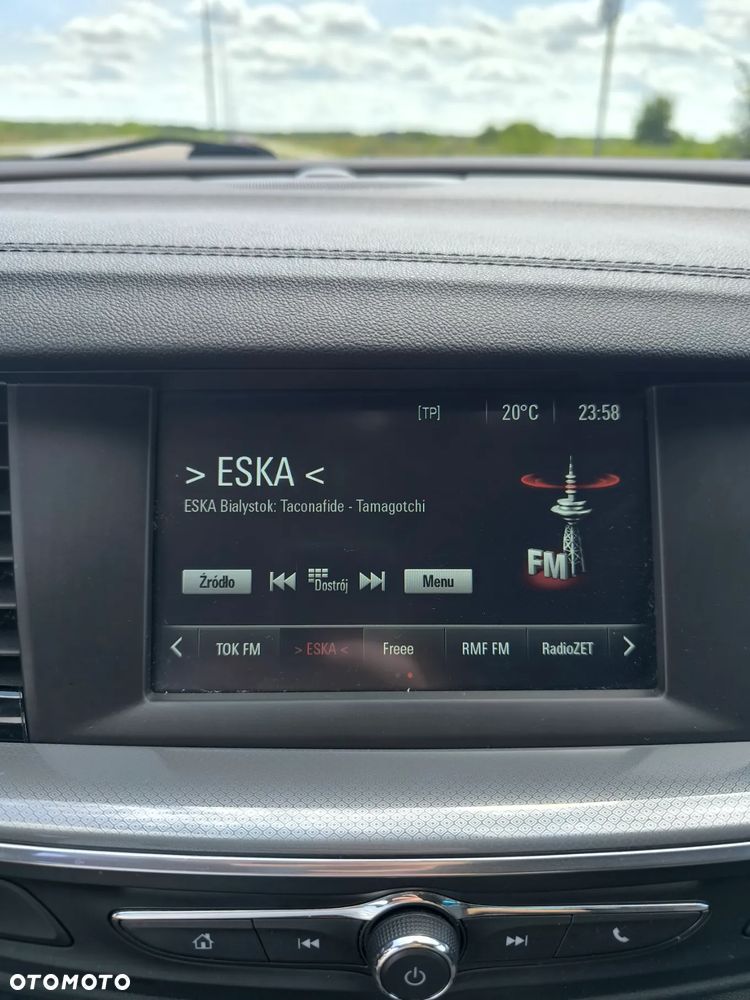 [TP] 20°C 23:58
> ESKA <
ESKA Bialystok: Taconafide - Tamagotchi
FM
Źródło Dostrój Menu
< TOK FM > ESKA < Freee RMF FM RadioZET >
OTOMOTO